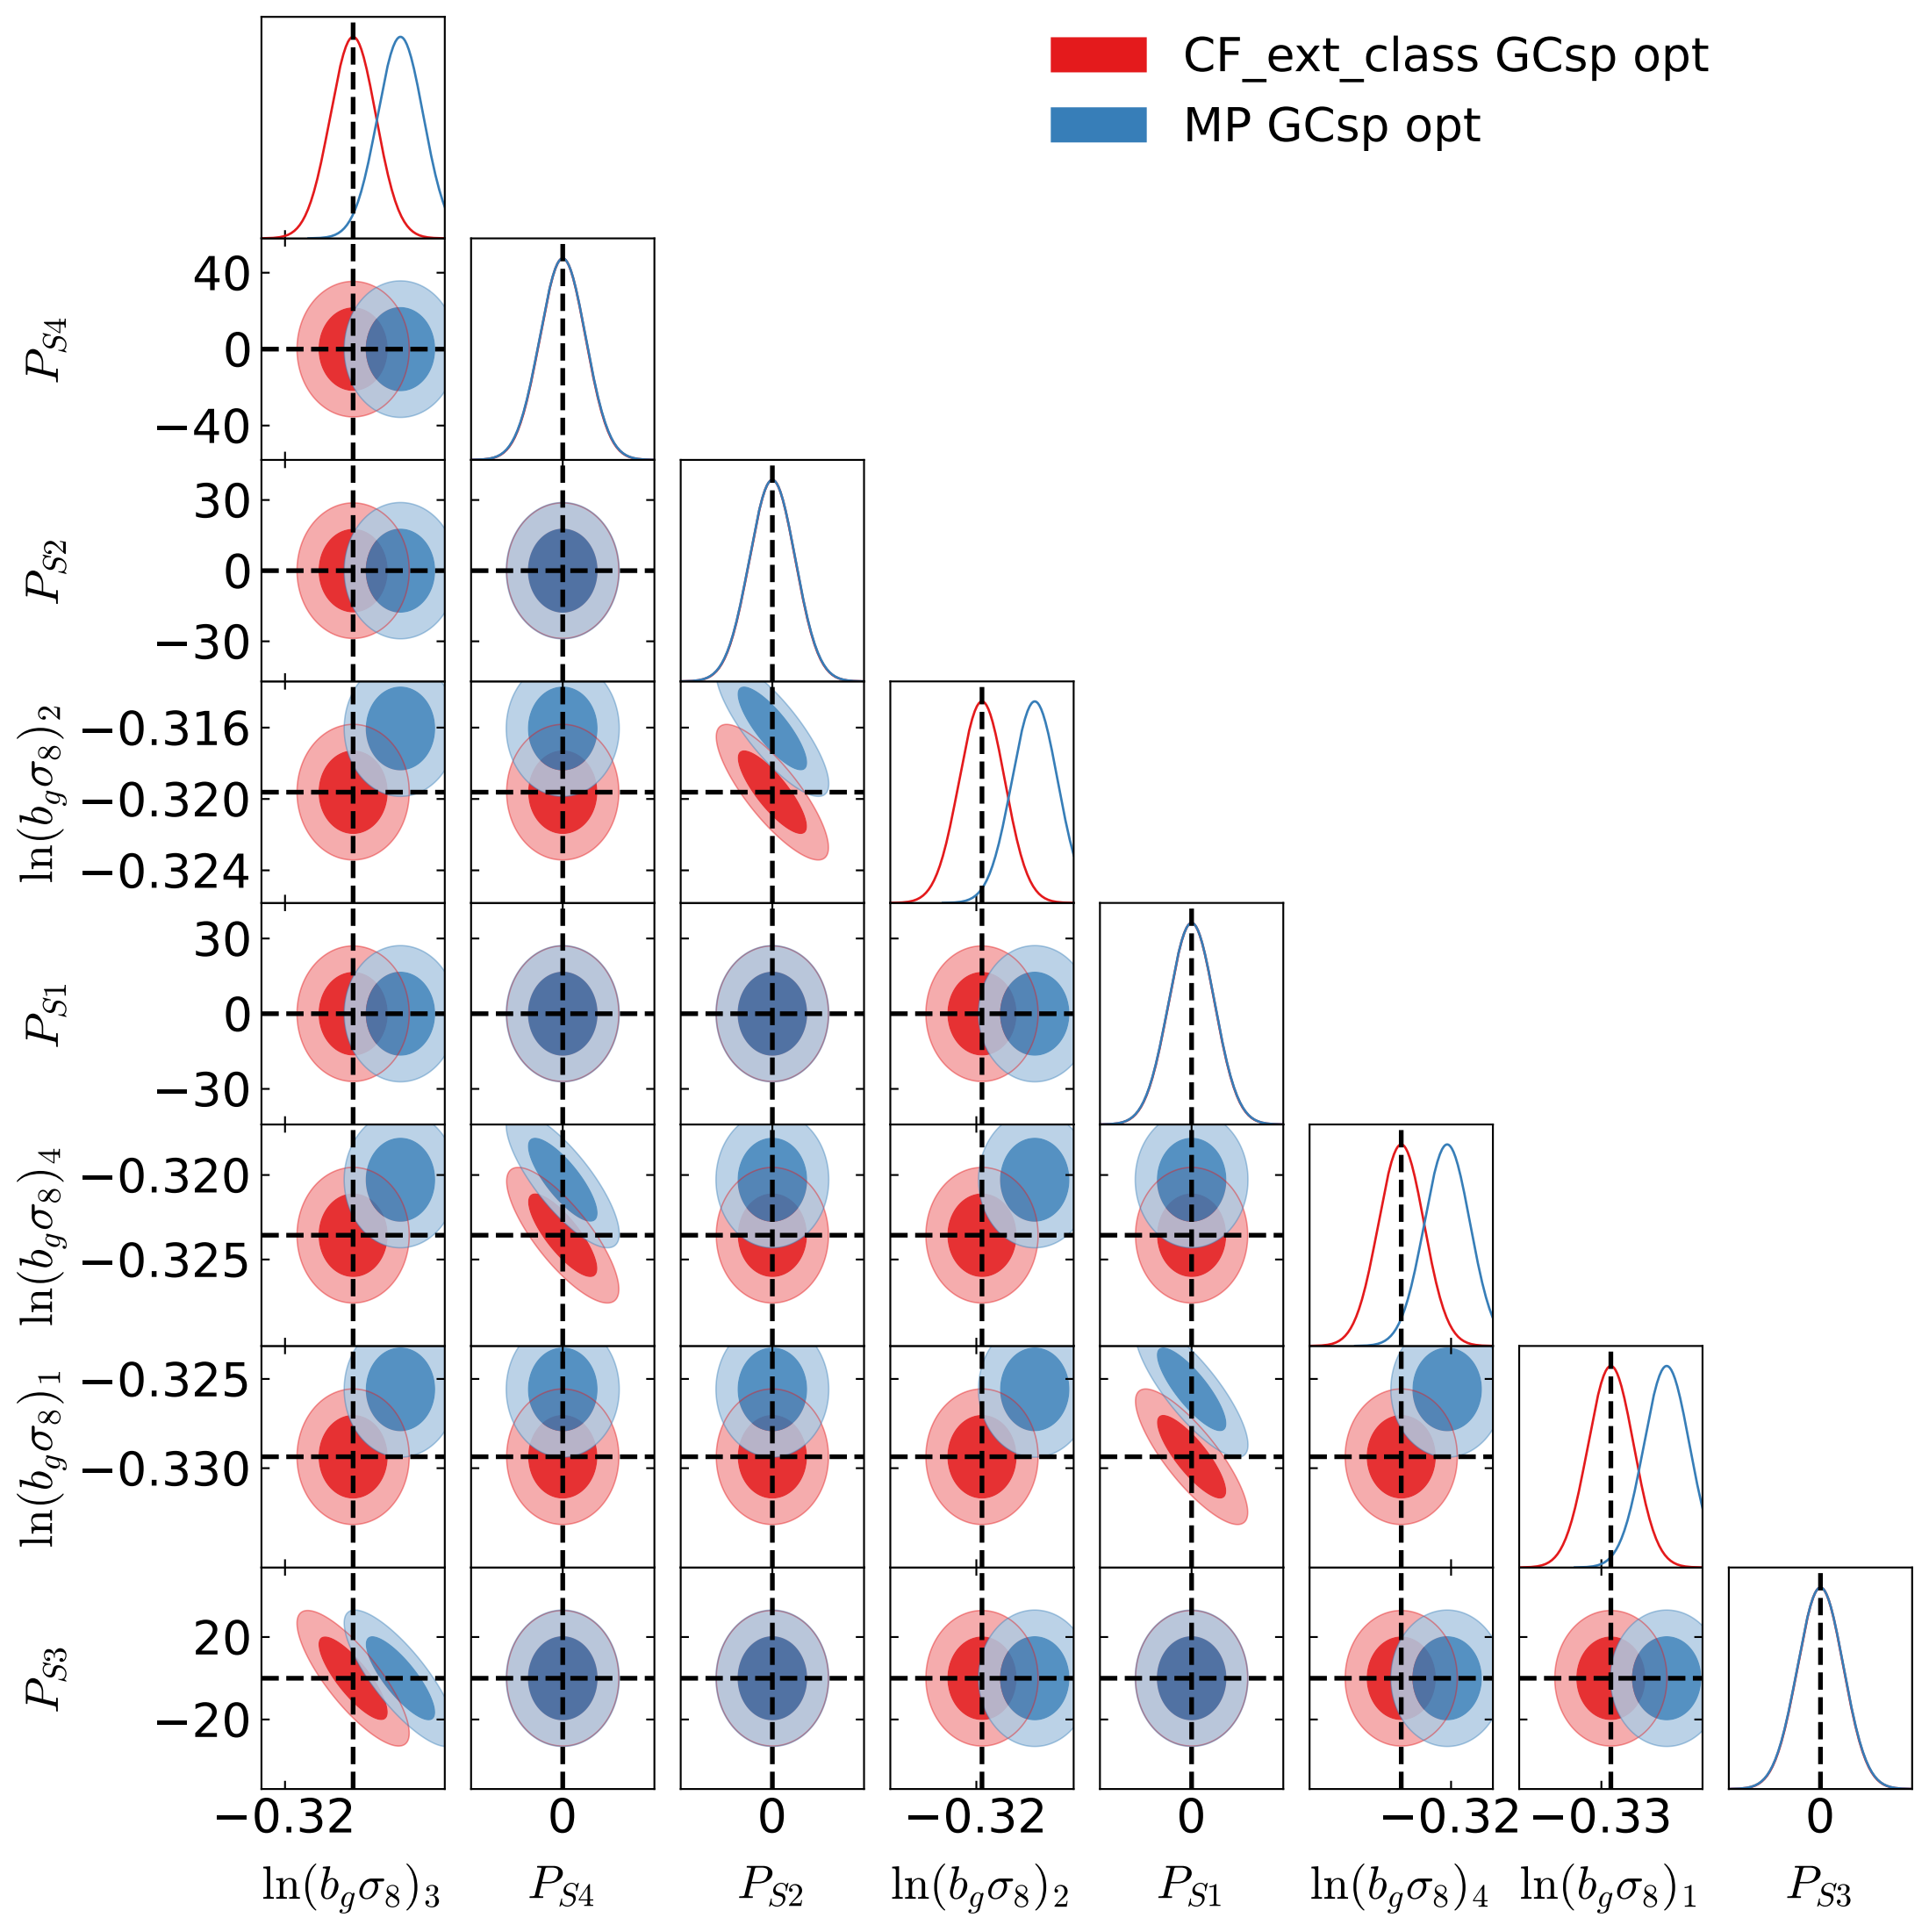 CF_ext_class GCsp opt
MP GCsp opt
40
0
−40
P_{S4}
30
0
−30
P_{S2}
−0.316
−0.320
−0.324
ln(b_gσ_8)_2
30
0
−30
P_{S1}
−0.320
−0.325
ln(b_gσ_8)_4
−0.325
−0.330
ln(b_gσ_8)_1
20
−20
P_{S3}
−0.32 0 0 −0.32 0 −0.32 −0.33 0
ln(b_gσ_8)_3 P_{S4} P_{S2} ln(b_gσ_8)_2 P_{S1} ln(b_gσ_8)_4 ln(b_gσ_8)_1 P_{S3}